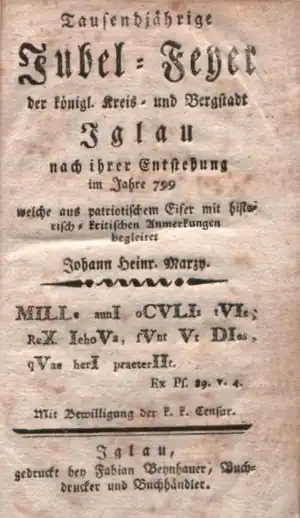 Tausendjährige
Jubel-Feyer
der königl. Kreis- und Bergstadt
Iglau
nach ihrer Entstehung
im Jahre 799
welche aus patriotischem Eifer mit histo-
risch-kritischen Anmerkungen
begleitet
Johann Heinr. Marzy.
MILLe annI oCVLIs tVIs,
ReX IehoVa, sVnt Vt DIes,
qVae herI praeterIIt.
Ex Ps. 89. v. 4.
Mit Bewilligung der k. k. Censur.
Iglau,
gedruckt bey Fabian Beynhauer, Buch-
drucker und Buchhändler.